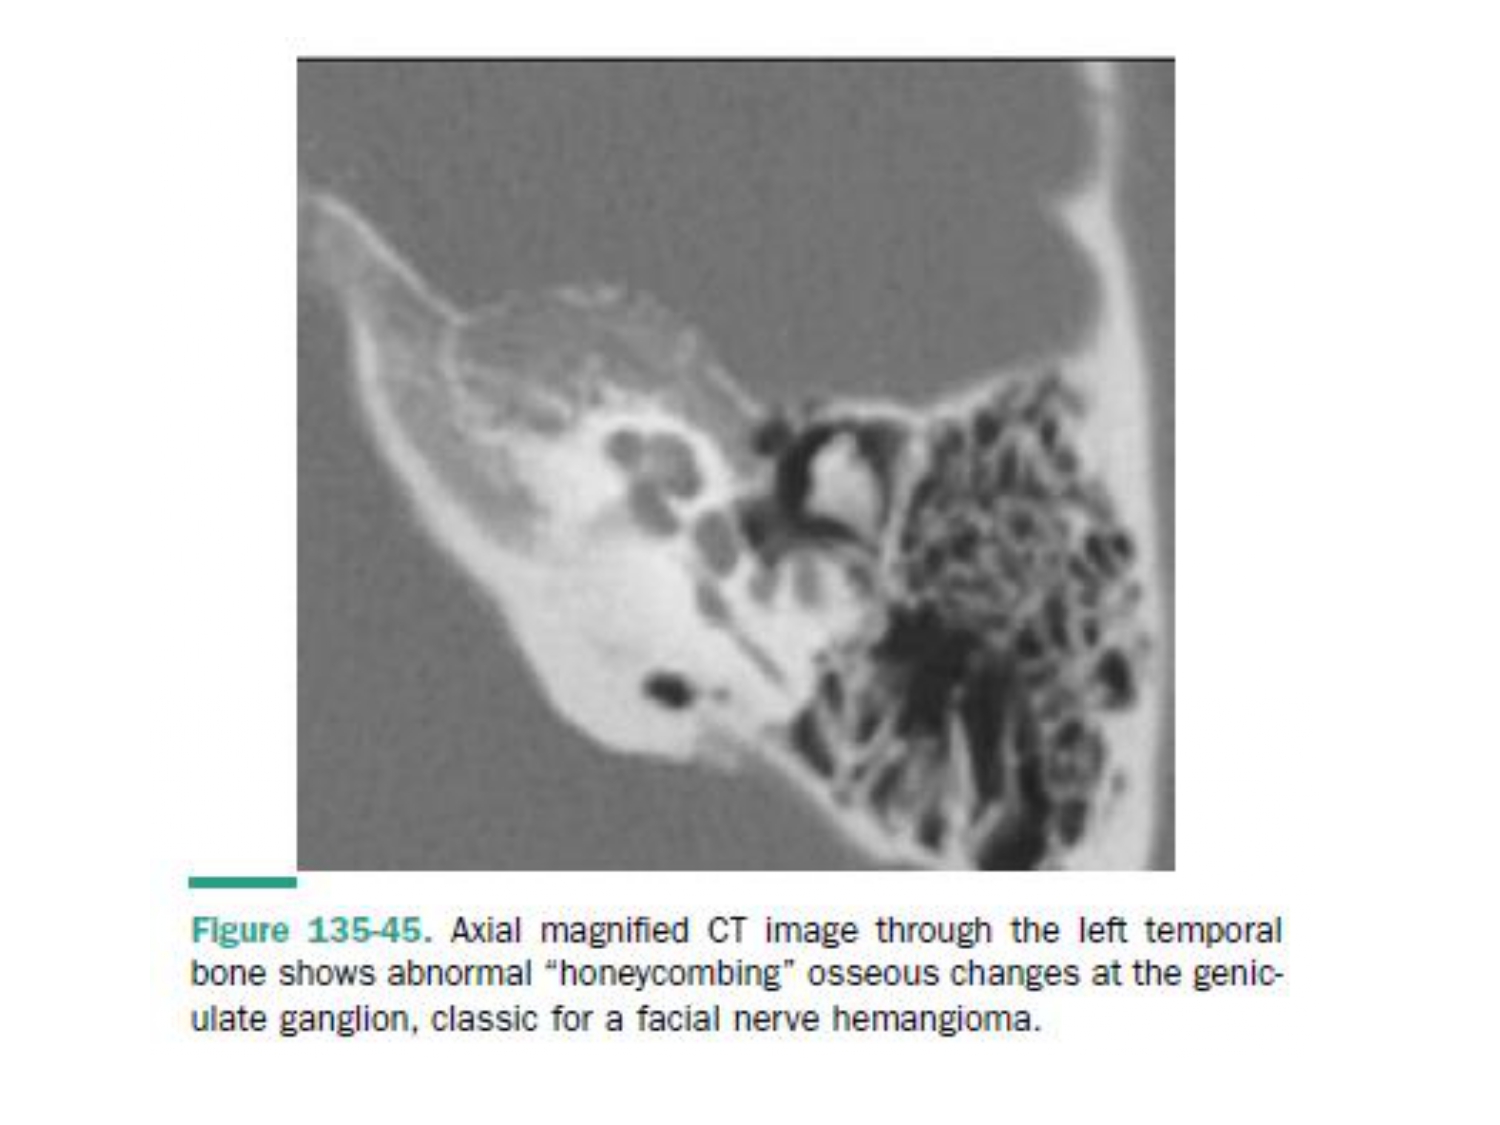 Figure 135-45. Axial magnified CT image through the left temporal
bone shows abnormal “honeycombing” osseous changes at the genic-
ulate ganglion, classic for a facial nerve hemangioma.